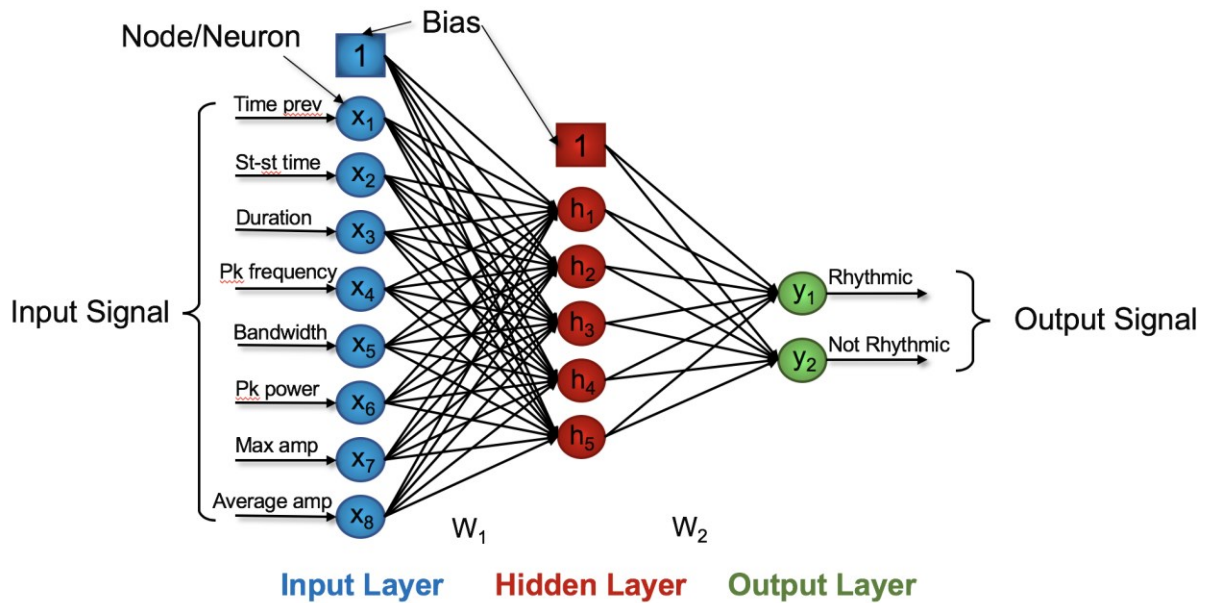 Node/Neuron
Bias
1
Time prev
x1
St-st time
x2
Duration
x3
Pk frequency
x4
Bandwidth
x5
Pk power
x6
Max amp
x7
Average amp
x8
Input Signal
1
h1
h2
h3
h4
h5
y1
Rhythmic
y2
Not Rhythmic
Output Signal
W1
W2
Input Layer
Hidden Layer
Output Layer